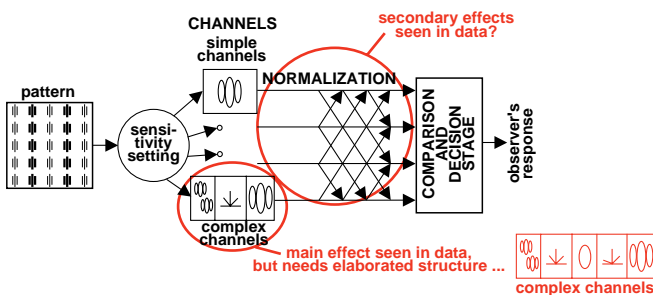 CHANNELS
simple
channels
secondary effects
seen in data?
NORMALIZATION
pattern
sensi-
tivity
setting
COMPARISON
AND
DECISION
STAGE
observer's
response
complex
channels
main effect seen in data,
but needs elaborated structure ...
complex channels